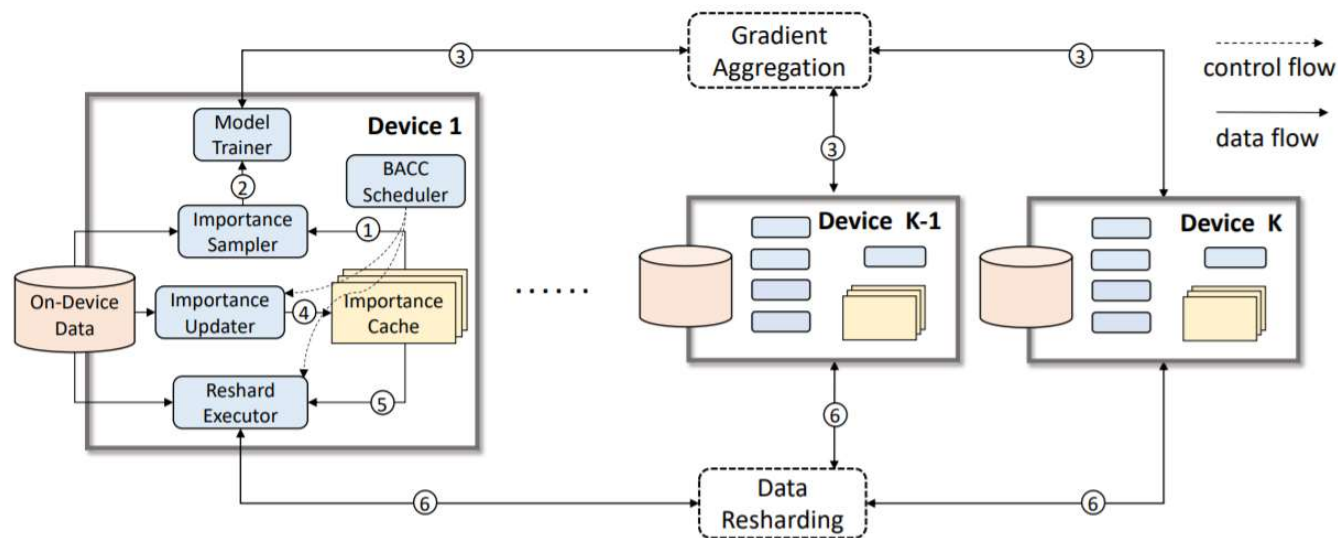 Gradient
Aggregation
③
③
③
control flow
data flow
Device 1
Model
Trainer
BACC
Scheduler
②
Importance
Sampler
①
On-Device
Data
Importance
Updater
④
Importance
Cache
Reshard
Executor
⑤
......
Device K-1
Device K
⑥
⑥
⑥
Data
Resharding